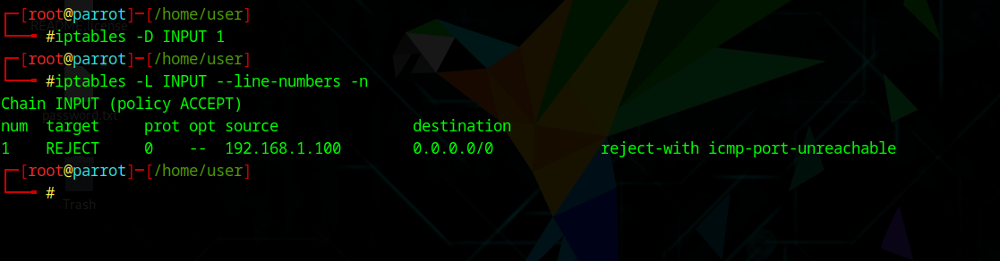 ┌─[root@parrot]─[/home/user]
└──╼ #iptables -D INPUT 1
┌─[root@parrot]─[/home/user]
└──╼ #iptables -L INPUT --line-numbers -n
Chain INPUT (policy ACCEPT)
num  target     prot opt source               destination
1    REJECT     0    --  192.168.1.100        0.0.0.0/0            reject-with icmp-port-unreachable
┌─[root@parrot]─[/home/user]
└──╼ #
README.license
password.txt
Trash